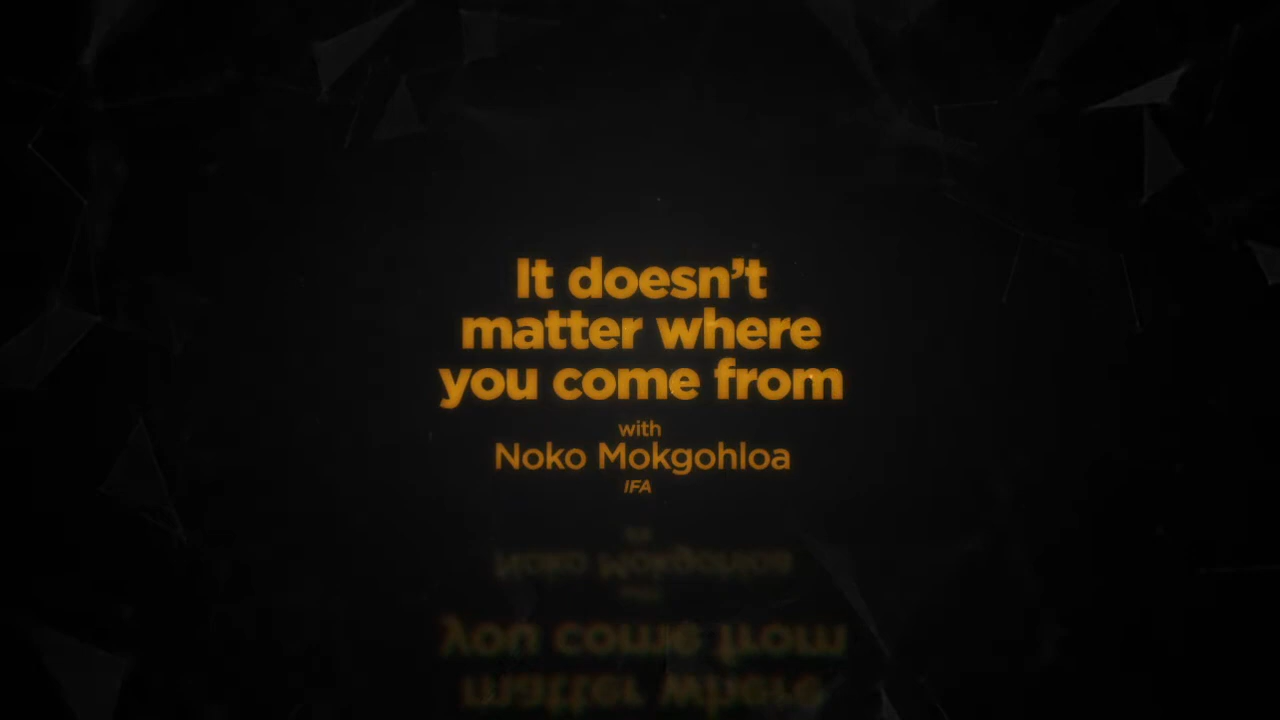 It doesn’t
matter where
you come from
with
Noko Mokgohloa
IFA